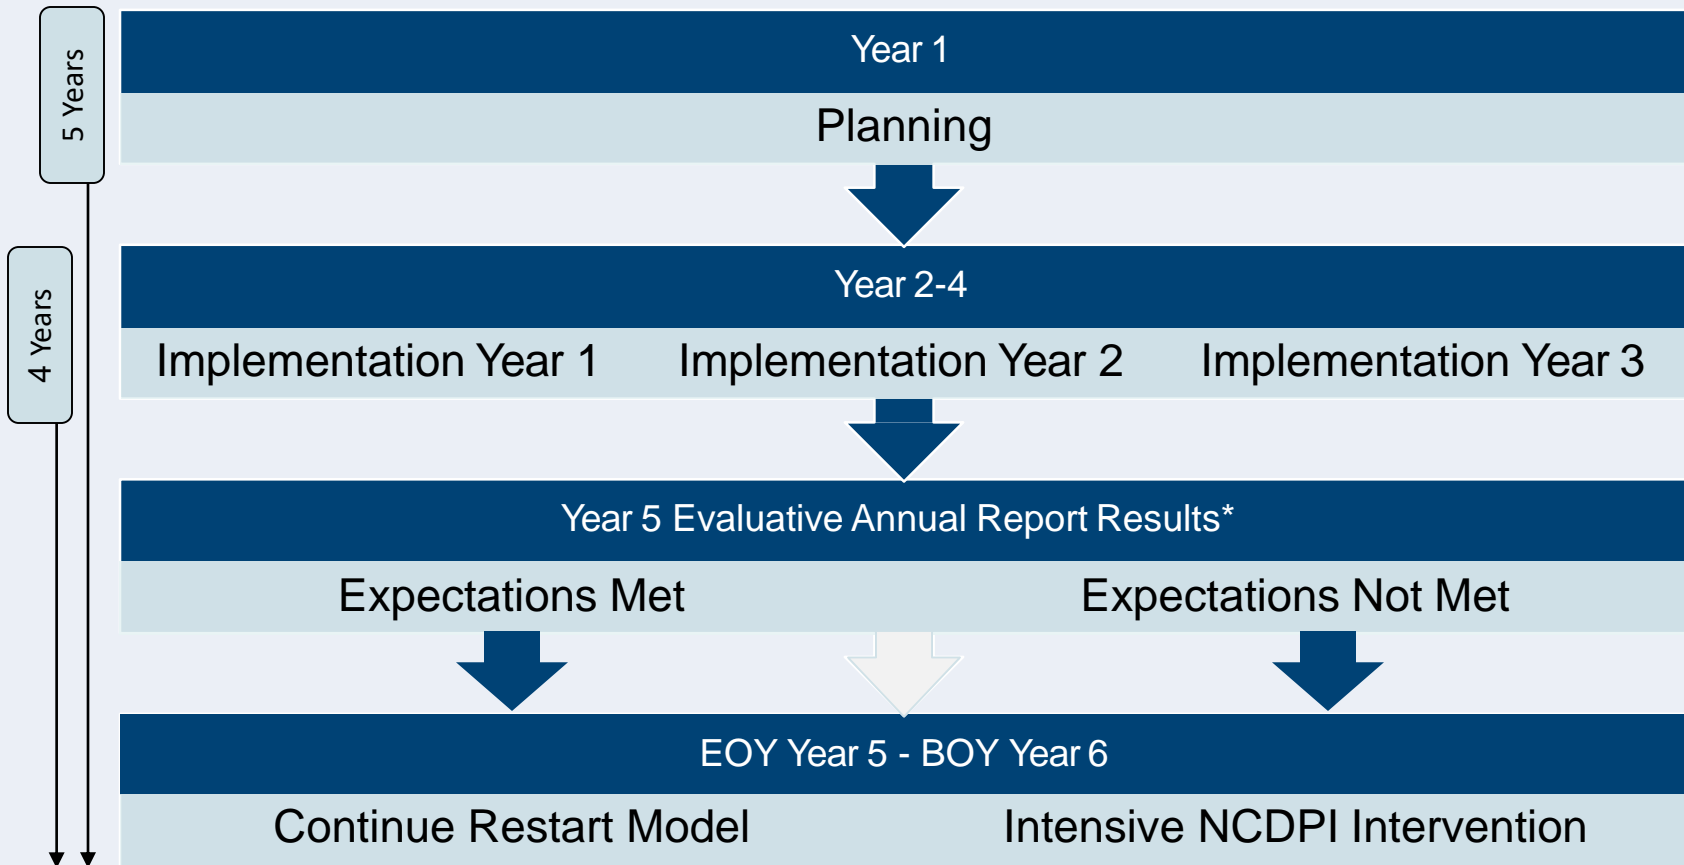 5 Years
Year 1
Planning
4 Years
Year 2-4
Implementation Year 1 Implementation Year 2 Implementation Year 3
Year 5 Evaluative Annual Report Results*
Expectations Met Expectations Not Met
EOY Year 5 - BOY Year 6
Continue Restart Model Intensive NCDPI Intervention